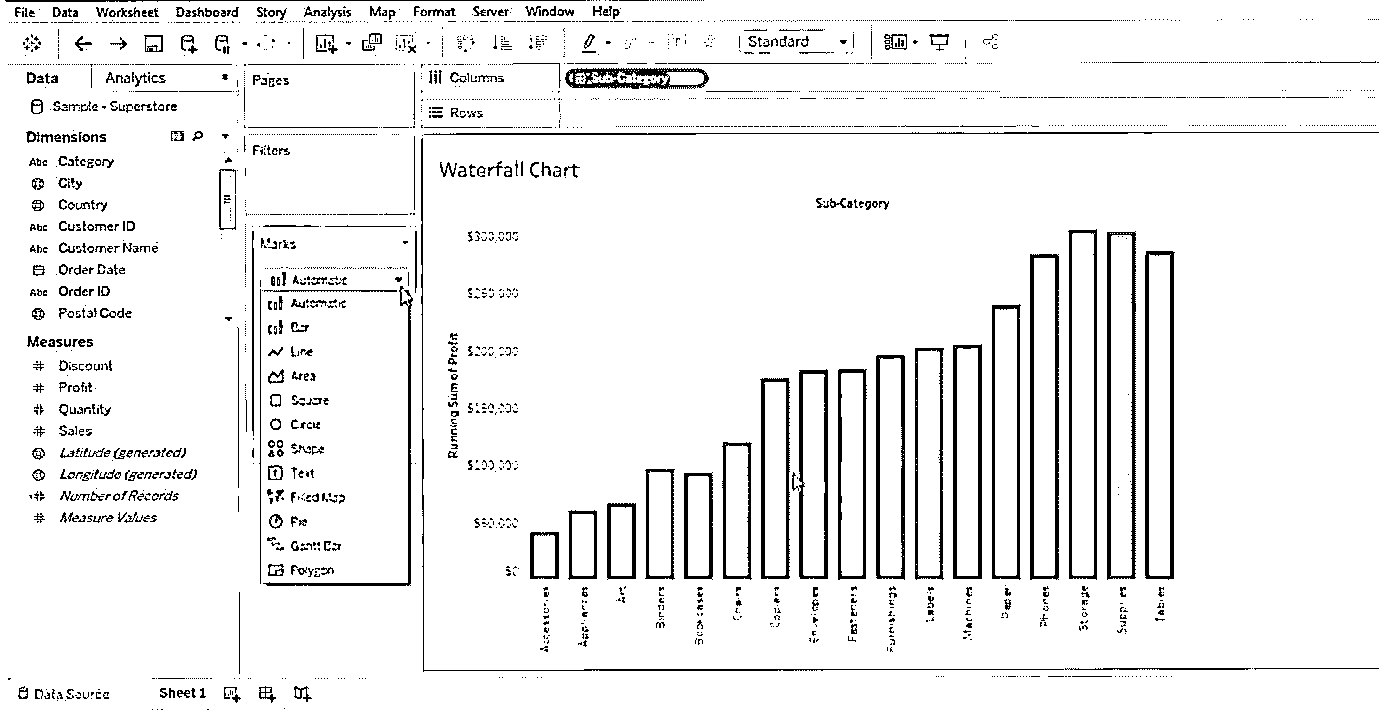 File Data Worksheet Dashboard Story Analysis Map Format Server Window Help
Standard
Data Analytics
Sample - Superstore
Dimensions
Abc Category
City
Country
Abc Customer ID
Abc Customer Name
Order Date
Abc Order ID
Postal Code
Measures
# Discount
# Profit
# Quantity
# Sales
Latitude (generated)
Longitude (generated)
Number of Records
# Measure Values
Pages
Filters
Marks
Automatic
Automatic
Bar
Line
Area
Square
Circle
Shape
Text
Filled Map
Pie
Gantt Bar
Polygon
Columns
Sub-Category
Rows
Waterfall Chart
Sub-Category
Running Sum of Profit
$300,000
$250,000
$200,000
$150,000
$100,000
$50,000
$0
Accessories
Appliances
Art
Binders
Bookcases
Chairs
Copiers
Envelopes
Fasteners
Furnishings
Labels
Machines
Paper
Phones
Storage
Supplies
Tables
Data Source Sheet 1